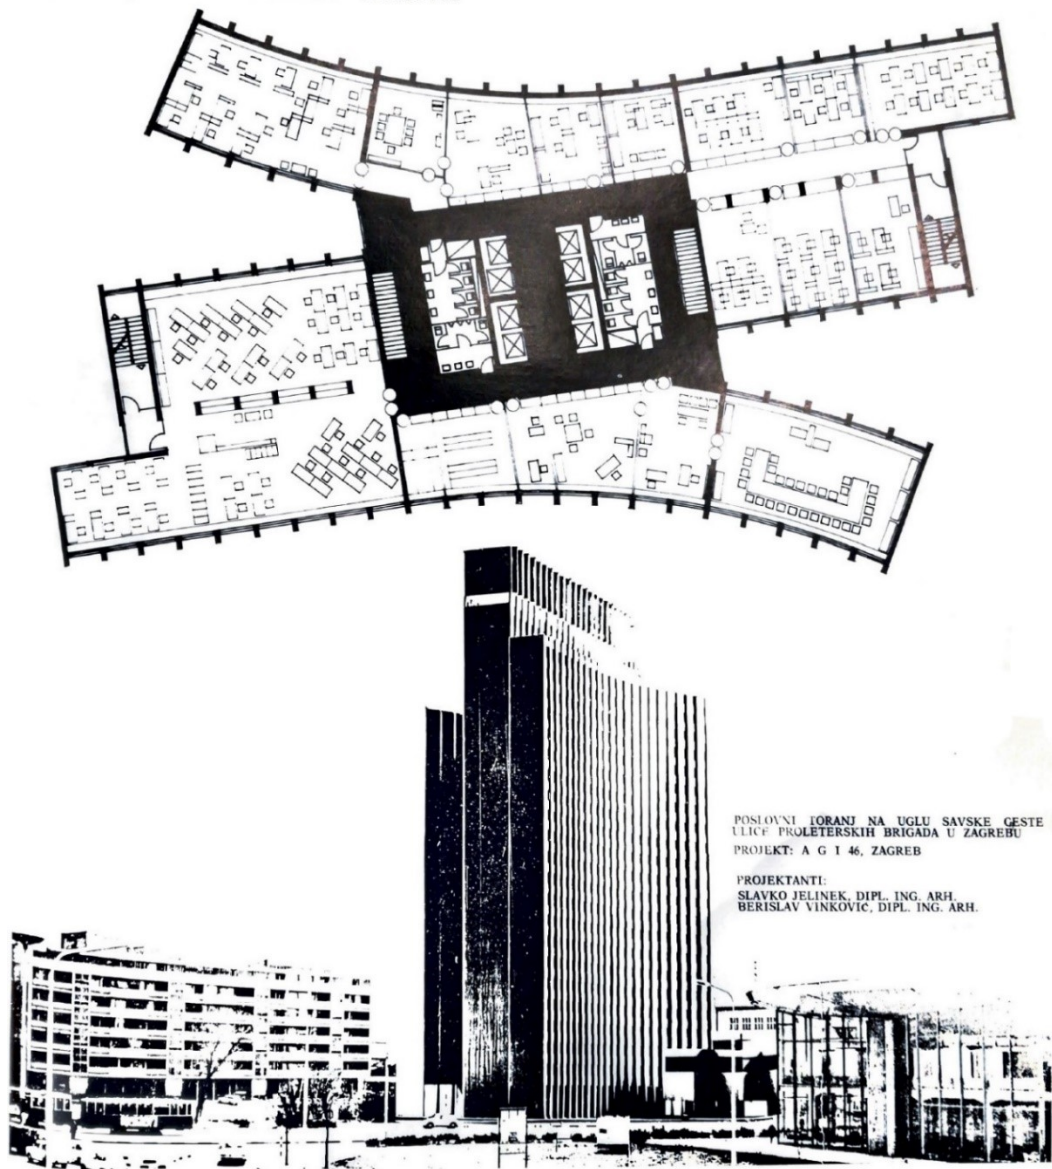 POSLOVNI TORANJ NA UGLU SAVSKE CESTE
ULICE PROLETERSKIH BRIGADA U ZAGREBU
PROJEKT: A G I 46, ZAGREB
PROJEKTANTI:
SLAVKO JELINEK, DIPL. ING. ARH.
BERISLAV VINKOVIĆ, DIPL. ING. ARH.